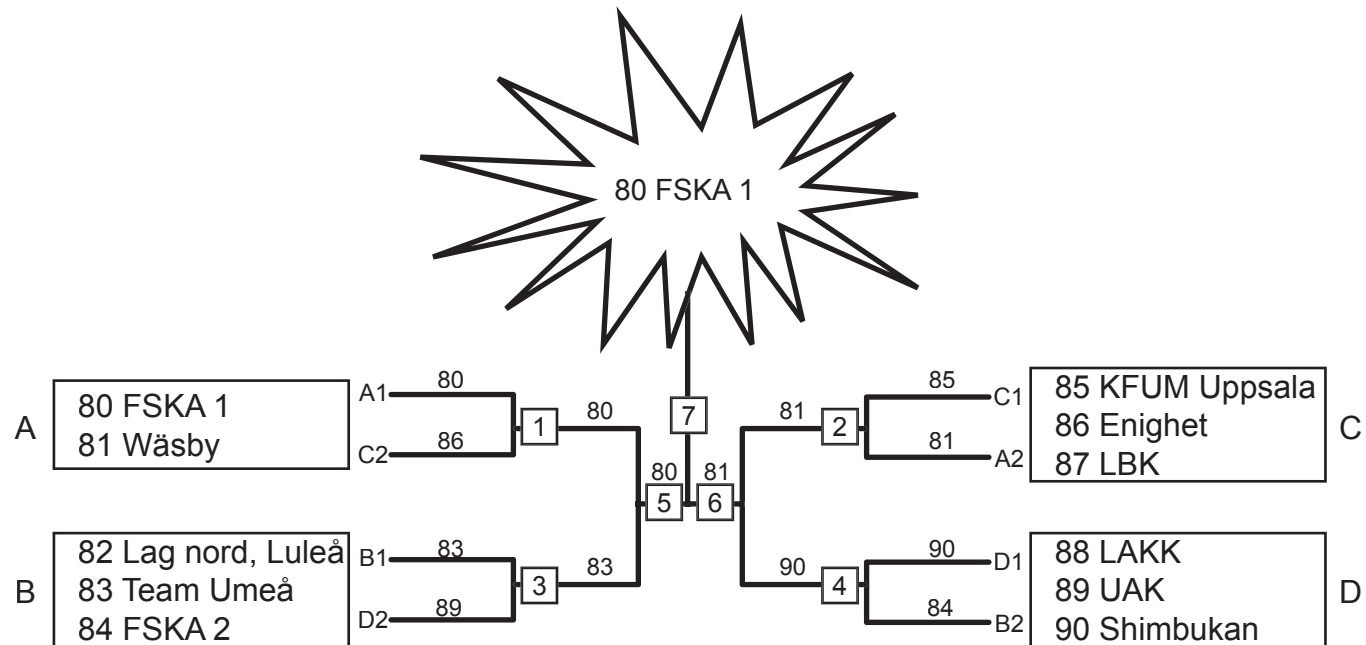 80 FSKA 1
A
80 FSKA 1
81 Wäsby
A1
80
C2
86
1
80
7
81
2
85
C1
81
A2
85 KFUM Uppsala
86 Enighet
87 LBK
C
80
5
81
6
B
82 Lag nord, Luleå
83 Team Umeå
84 FSKA 2
B1
83
D2
89
3
83
90
4
90
D1
84
B2
88 LAKK
89 UAK
90 Shimbukan
D